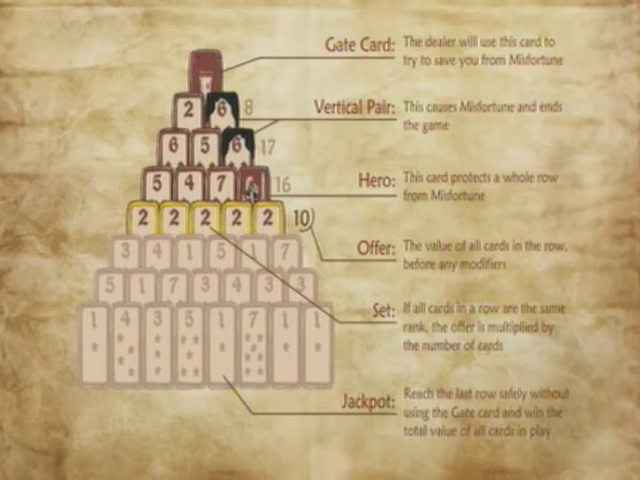 Gate Card: The dealer will use this card to
try to save you from Misfortune
2 6 8
Vertical Pair: This causes Misfortune and ends
the game
6 5 6 17
5 4 7 16
Hero: This card protects a whole row
from Misfortune
2 2 2 2 2 10
Offer: The value of all cards in the row,
before any modifiers
3 4 1 5 1 7
5 1 7 3 4 3 3
Set: If all cards in a row are the same
rank, the offer is multiplied by
the number of cards
1 4 3 5 1 7 1 1
Jackpot: Reach the last row safely without
using the Gate card and win the
total value of all cards in play